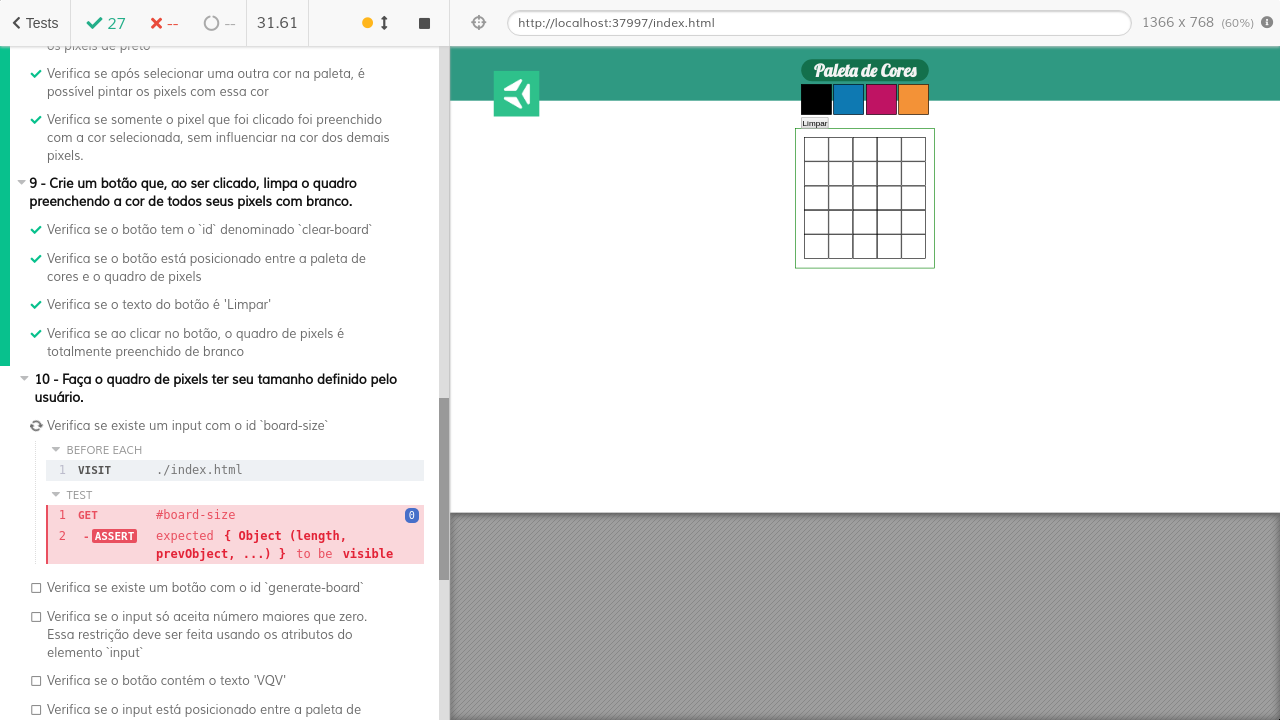 Tests
27
--
--
31.61
http://localhost:37997/index.html
1366 x 768 (60%)
os pixels de preto
Verifica se após selecionar uma outra cor na paleta, é
possível pintar os pixels com essa cor
Verifica se somente o pixel que foi clicado foi preenchido
com a cor selecionada, sem influenciar na cor dos demais
pixels.
9 - Crie um botão que, ao ser clicado, limpa o quadro
preenchendo a cor de todos seus pixels com branco.
Verifica se o botão tem o `id` denominado `clear-board`
Verifica se o botão está posicionado entre a paleta de
cores e o quadro de pixels
Verifica se o texto do botão é 'Limpar'
Verifica se ao clicar no botão, o quadro de pixels é
totalmente preenchido de branco
10 - Faça o quadro de pixels ter seu tamanho definido pelo
usuário.
Verifica se existe um input com o id `board-size`
BEFORE EACH
1 VISIT ./index.html
TEST
1 GET #board-size 0
2 -ASSERT expected { Object (length,
prevObject, ...) } to be visible
Verifica se existe um botão com o id `generate-board`
Verifica se o input só aceita número maiores que zero.
Essa restrição deve ser feita usando os atributos do
elemento `input`
Verifica se o botão contém o texto 'VQV'
Verifica se o input está posicionado entre a paleta de
Paleta de Cores
Limpar